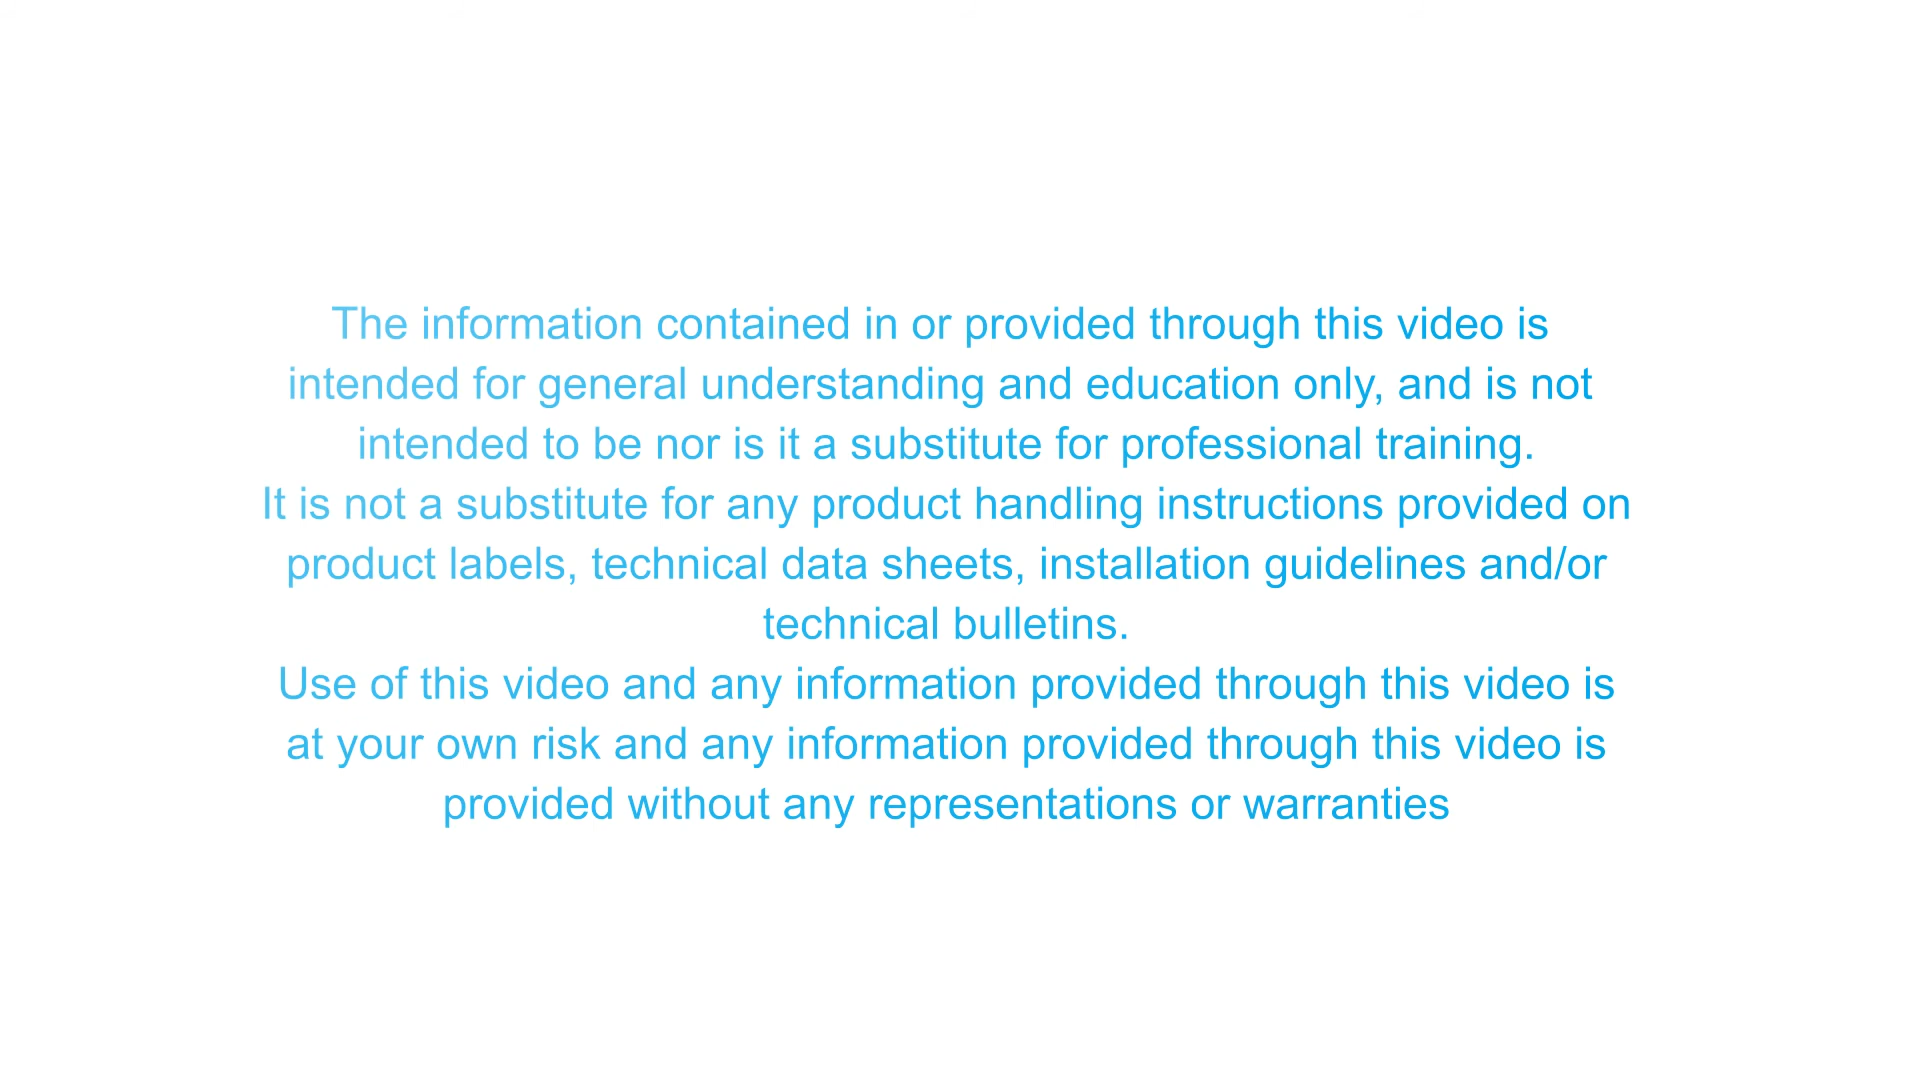 The information contained in or provided through this video is
intended for general understanding and education only, and is not
intended to be nor is it a substitute for professional training.
It is not a substitute for any product handling instructions provided on
product labels, technical data sheets, installation guidelines and/or
technical bulletins.
Use of this video and any information provided through this video is
at your own risk and any information provided through this video is
provided without any representations or warranties